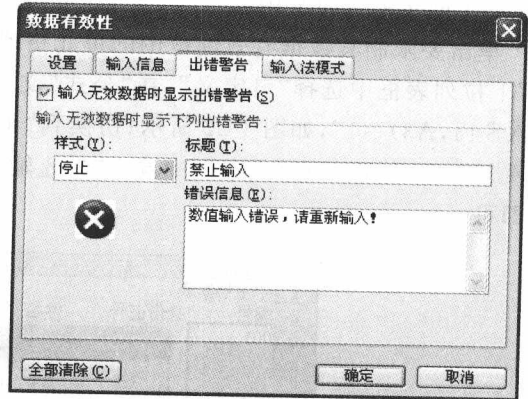 数据有效性
设置 输入信息 出错警告 输入法模式
输入无效数据时显示出错警告(S)
输入无效数据时显示下列出错警告:
样式(Y): 标题(T):
停止 禁止输入
错误信息(E):
数值输入错误，请重新输入!
全部清除(C) 确定 取消